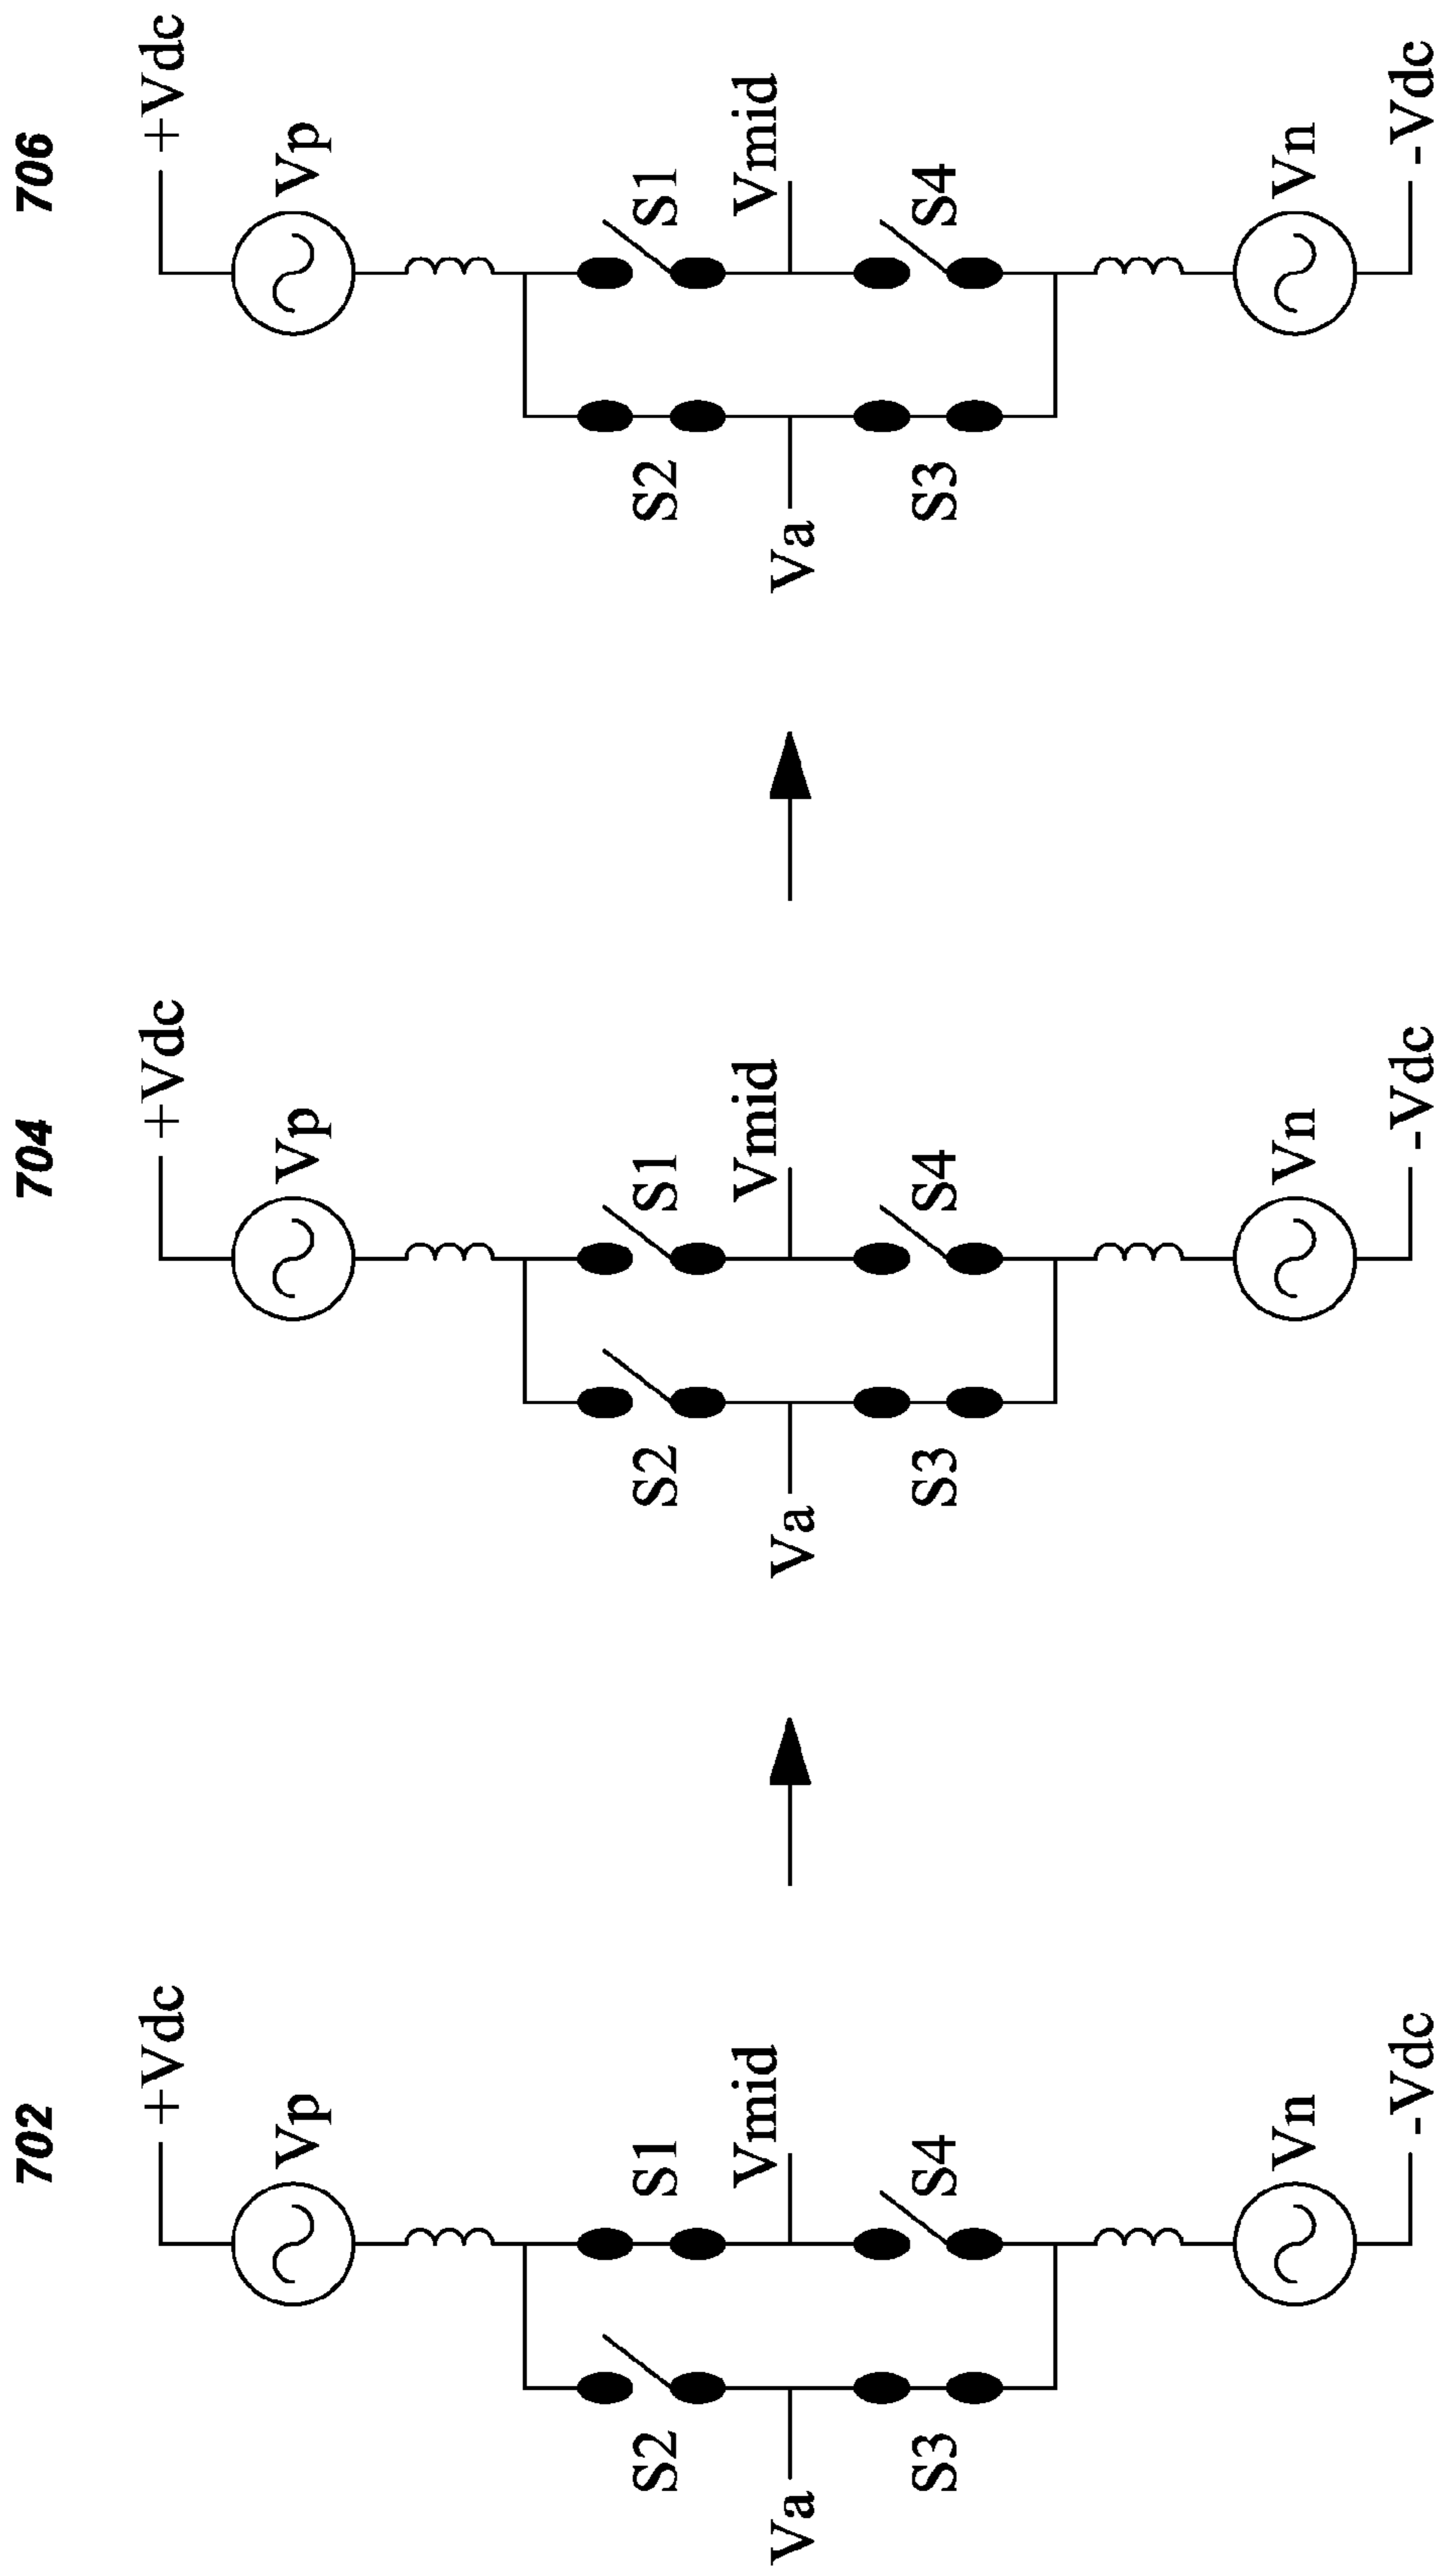 702
+Vdc
Vp
S2
S1
Va
Vmid
S3
S4
Vn
-Vdc
704
+Vdc
Vp
S2
S1
Va
Vmid
S3
S4
Vn
-Vdc
706
+Vdc
Vp
S2
S1
Va
Vmid
S3
S4
Vn
-Vdc